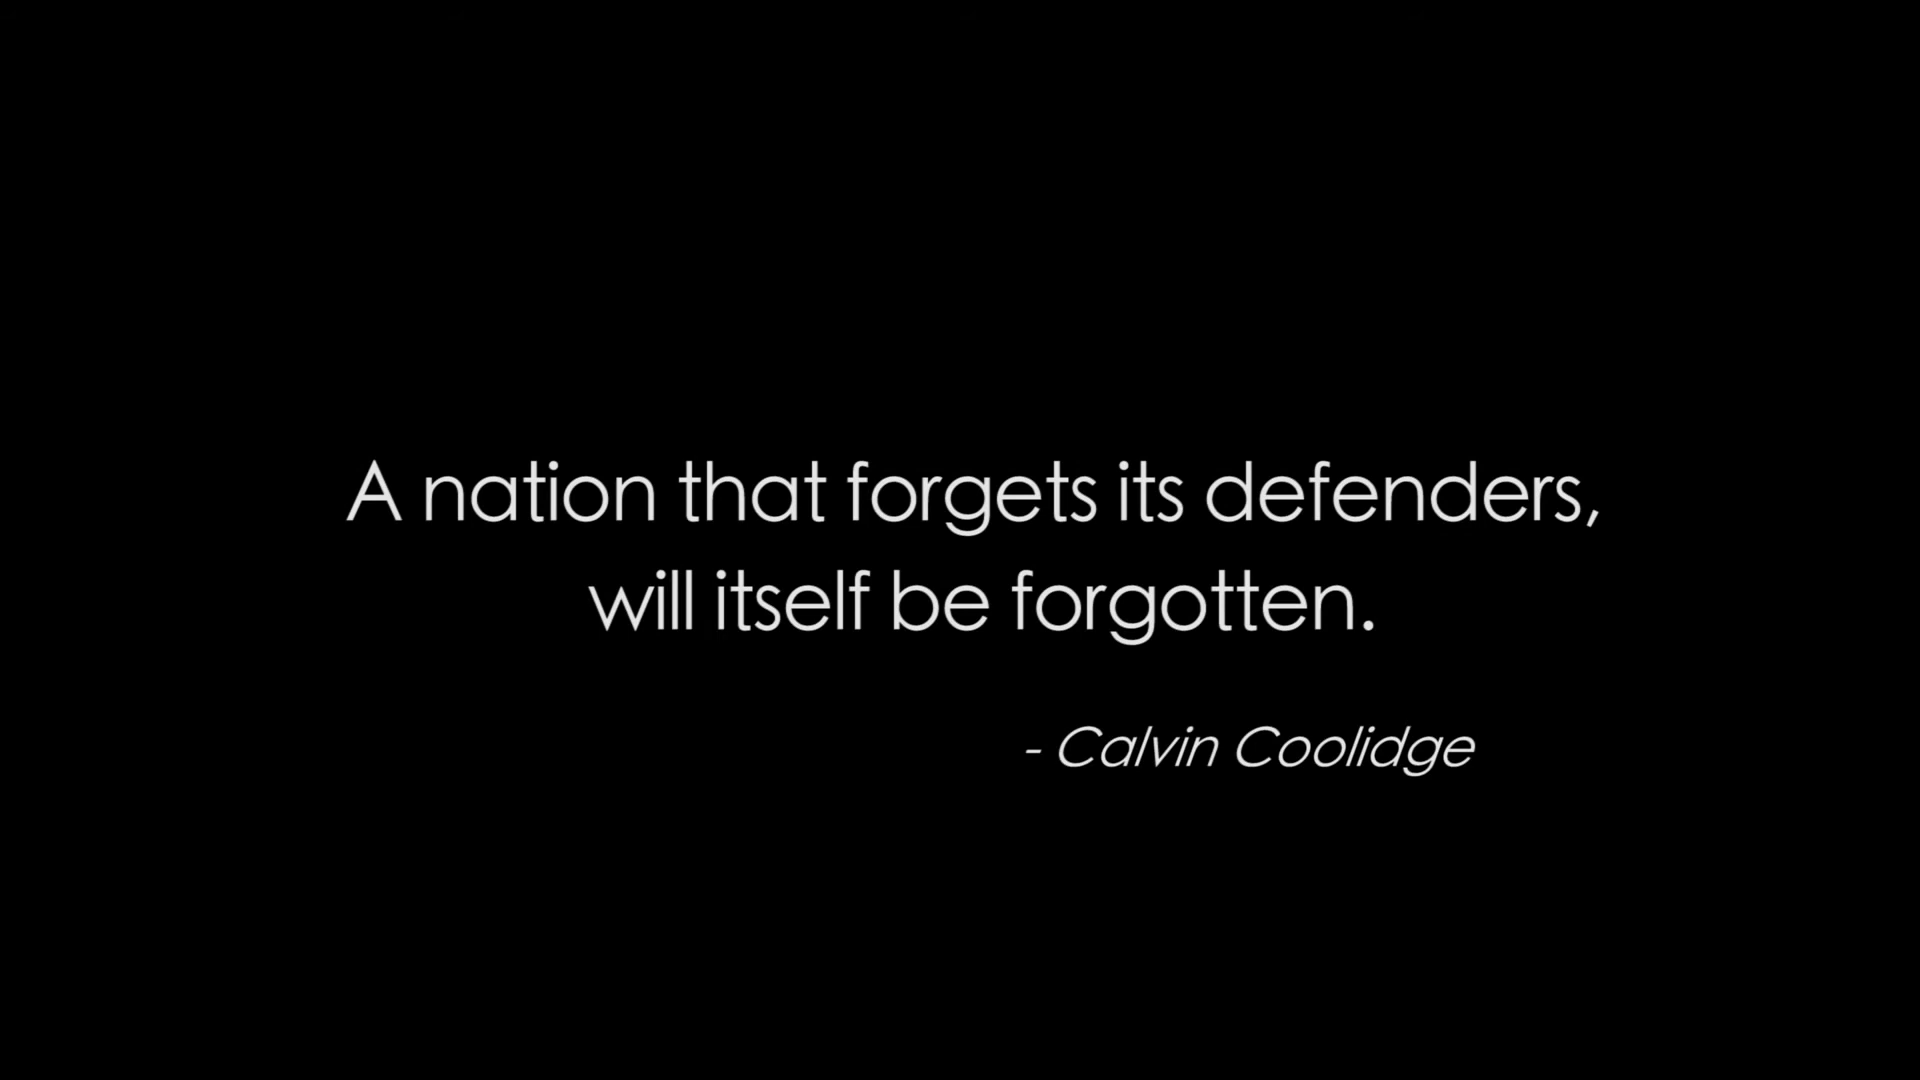 A nation that forgets its defenders,
will itself be forgotten.
- Calvin Coolidge